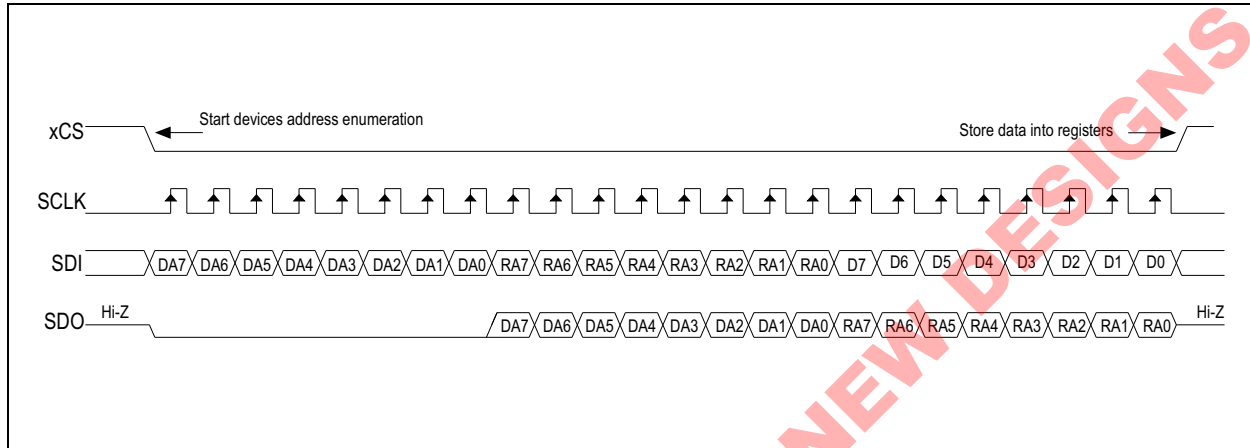 Start devices address enumeration
xCS
Store data into registers
SCLK
SDI DA7 DA6 DA5 DA4 DA3 DA2 DA1 DA0 RA7 RA6 RA5 RA4 RA3 RA2 RA1 RA0 D7 D6 D5 D4 D3 D2 D1 D0
SDO Hi-Z DA7 DA6 DA5 DA4 DA3 DA2 DA1 DA0 RA7 RA6 RA5 RA4 RA3 RA2 RA1 RA0 Hi-Z
NEW DESIGNS